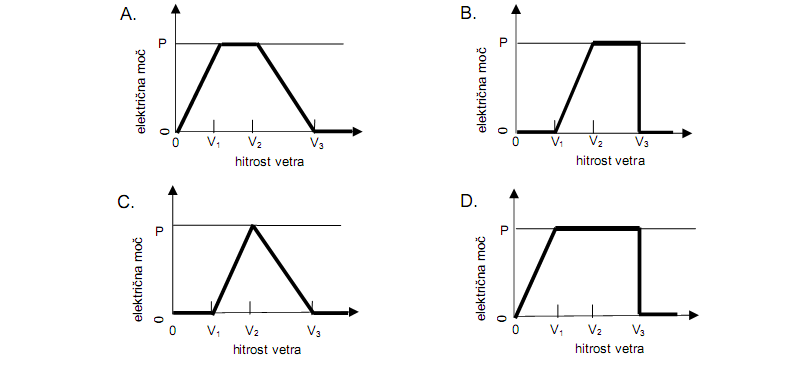 A.
P
električna moč
0
0 V₁ V₂ V₃
hitrost vetra
B.
P
električna moč
0
0 V₁ V₂ V₃
hitrost vetra
C.
P
električna moč
0
0 V₁ V₂ V₃
hitrost vetra
D.
P
električna moč
0
0 V₁ V₂ V₃
hitrost vetra